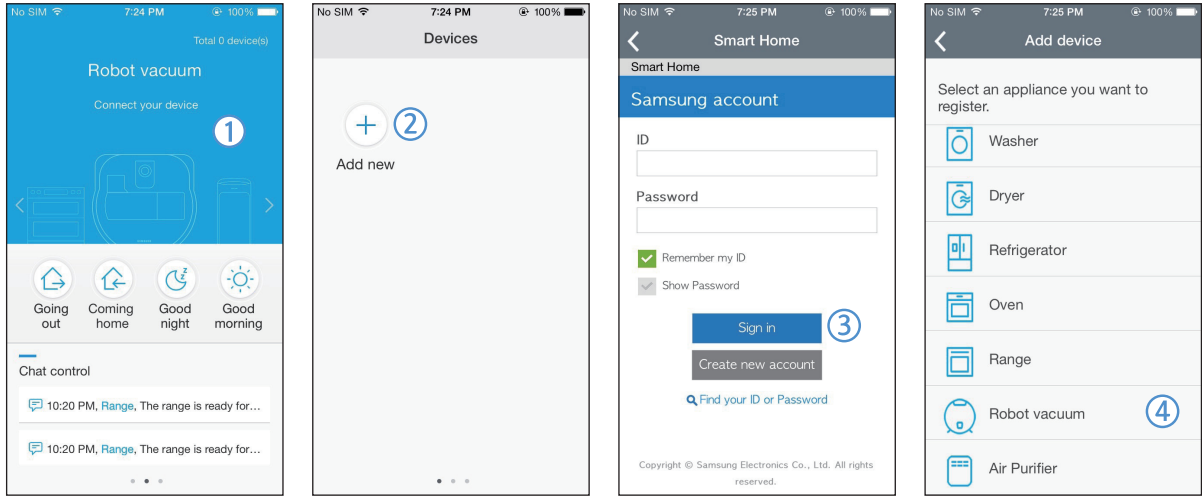 No SIM 7:24 PM 100%
Total 0 device(s)
Robot vacuum
Connect your device
1
Going out
Coming home
Good night
Good morning
Chat control
10:20 PM, Range, The range is ready for…
10:20 PM, Range, The range is ready for…
No SIM 7:24 PM 100%
Devices
2
Add new
No SIM 7:25 PM 100%
Smart Home
Smart Home
Samsung account
ID
Password
Remember my ID
Show Password
Sign in
3
Create new account
Find your ID or Password
Copyright © Samsung Electronics Co., Ltd. All rights
reserved.
No SIM 7:25 PM 100%
Add device
Select an appliance you want to
register.
Washer
Dryer
Refrigerator
Oven
Range
Robot vacuum
4
Air Purifier